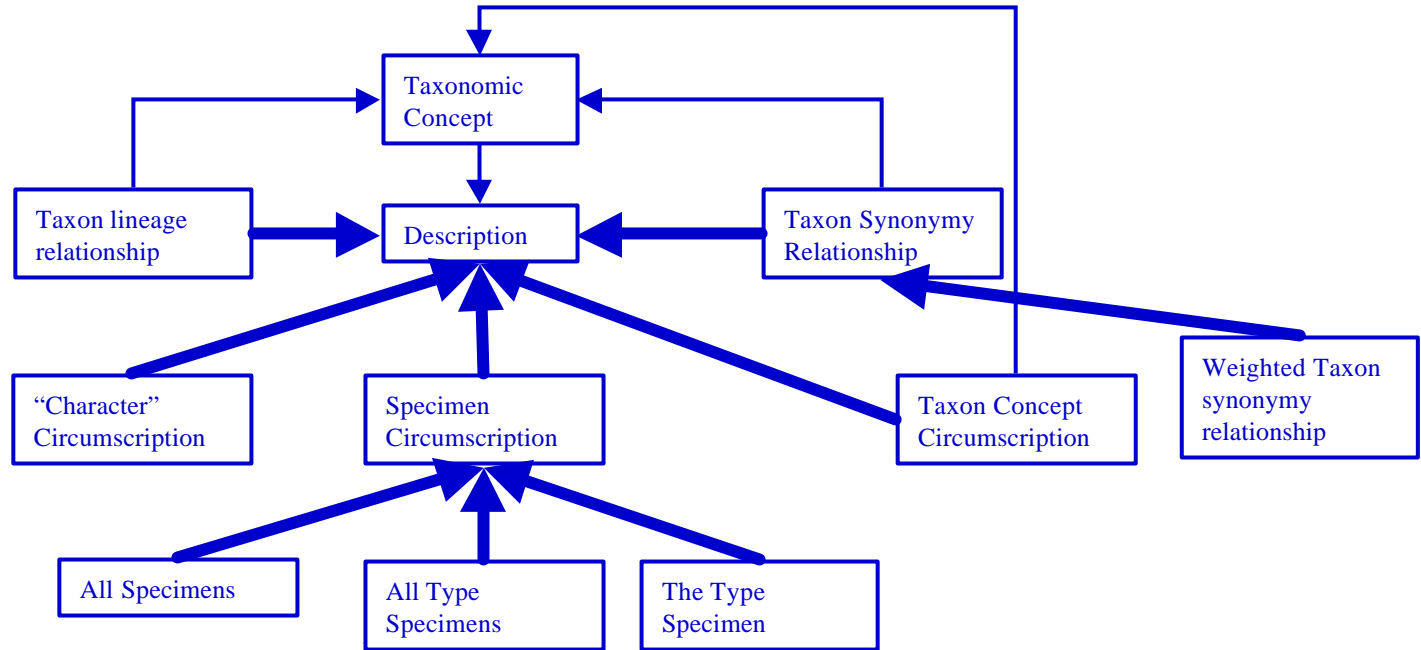 Taxonomic
Concept
Taxon lineage
relationship
Description
Taxon Synonymy
Relationship
“Character”
Circumscription
Specimen
Circumscription
Taxon Concept
Circumscription
Weighted Taxon
synonymy
relationship
All Specimens
All Type
Specimens
The Type
Specimen